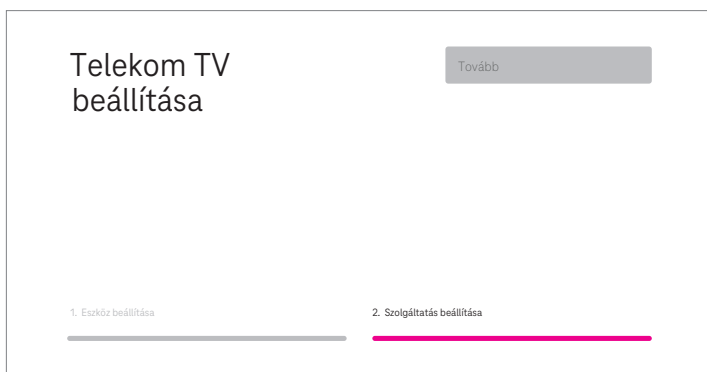 Telekom TV
beállítása
Tovább
1. Eszköz beállítása
2. Szolgáltatás beállítása